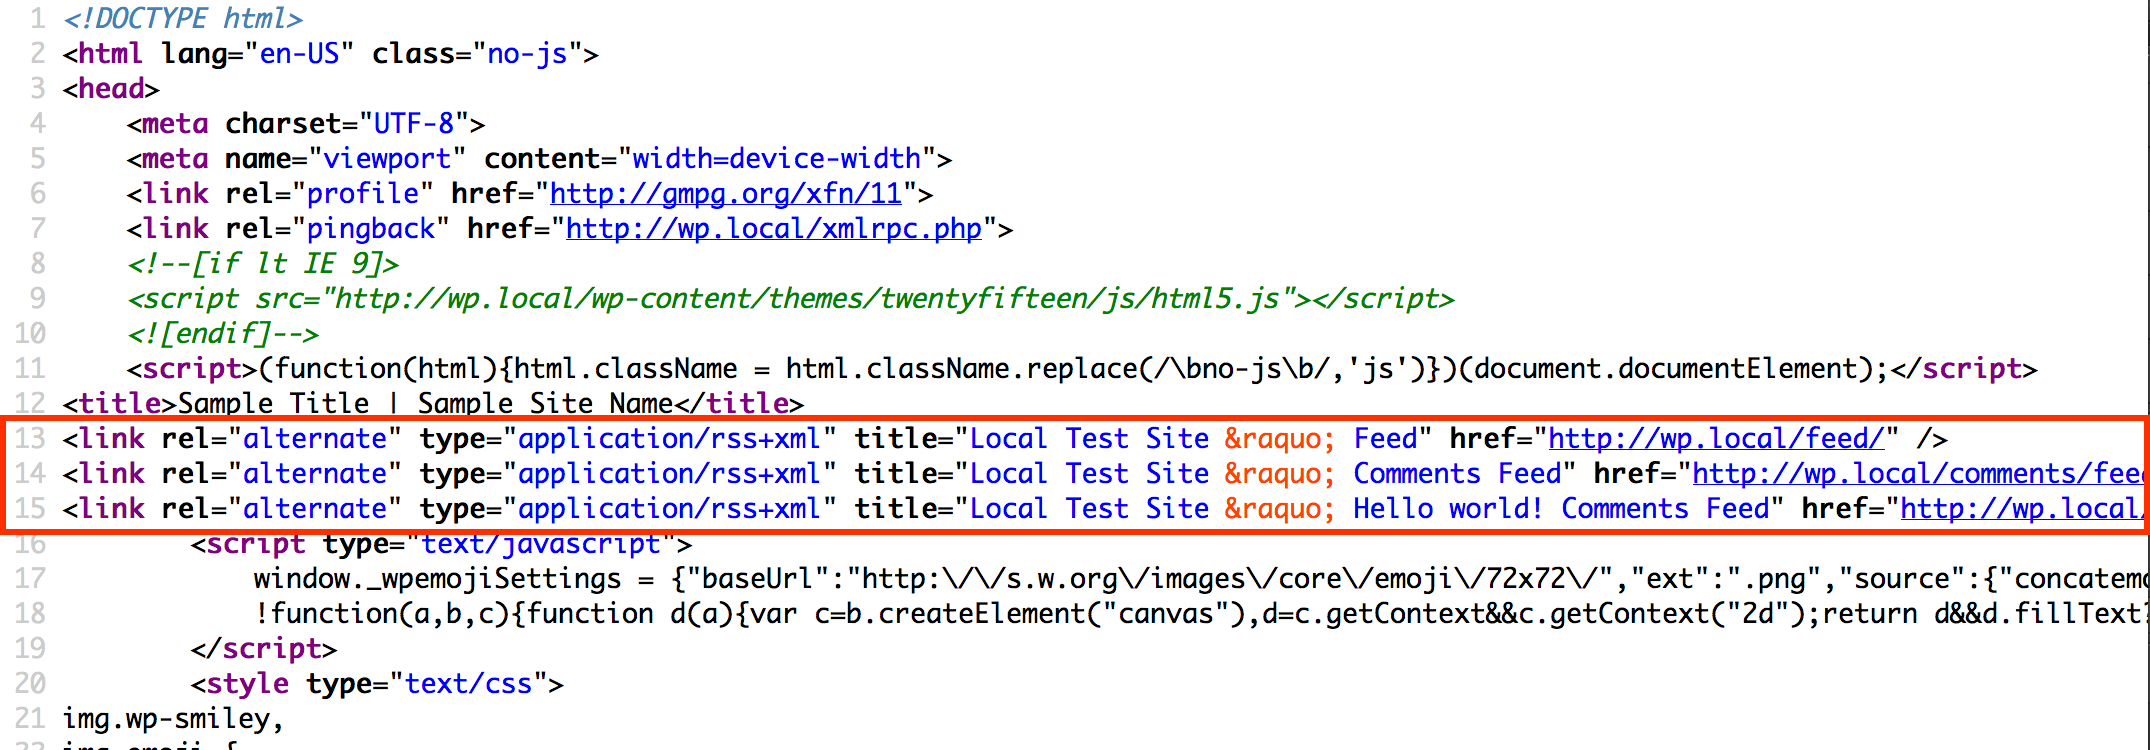 1 <!DOCTYPE html>
2 <html lang="en-US" class="no-js">
3 <head>
4 <meta charset="UTF-8">
5 <meta name="viewport" content="width=device-width">
6 <link rel="profile" href="http://gmpg.org/xfn/11">
7 <link rel="pingback" href="http://wp.local/xmlrpc.php">
8 <!--[if lt IE 9]>
9 <script src="http://wp.local/wp-content/themes/twentyfifteen/js/html5.js"></script>
10 <![endif]-->
11 <script>(function(html){html.className = html.className.replace(/\bno-js\b/,'js')})(document.documentElement);</script>
12 <title>Sample Title | Sample Site Name</title>
13 <link rel="alternate" type="application/rss+xml" title="Local Test Site &raquo; Feed" href="http://wp.local/feed/" />
14 <link rel="alternate" type="application/rss+xml" title="Local Test Site &raquo; Comments Feed" href="http://wp.local/comments/fee
15 <link rel="alternate" type="application/rss+xml" title="Local Test Site &raquo; Hello world! Comments Feed" href="http://wp.local/
16 <script type="text/javascript">
17 window._wpemojiSettings = {"baseUrl":"http:\/\/s.w.org\/images\/core\/emoji\/72x72\/","ext":".png","source":{"concatemo
18 !function(a,b,c){function d(a){var c=b.createElement("canvas"),d=c.getContext&&c.getContext("2d");return d&&d.fillText?
19 </script>
20 <style type="text/css">
21 img.wp-smiley,
22 img.emoji {